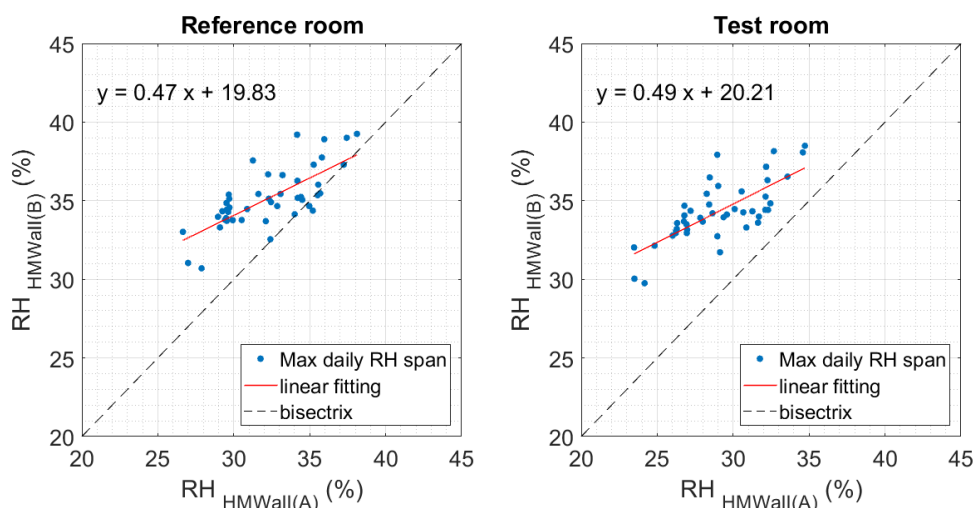 Reference room
45
40
35
30
25
20
y = 0.47 x + 19.83
RH HMWall(B) (%)
Max daily RH span
linear fitting
bisectrix
20 25 30 35 40 45
RH HMWall(A) (%)
Test room
45
40
35
30
25
20
y = 0.49 x + 20.21
RH HMWall(B) (%)
Max daily RH span
linear fitting
bisectrix
20 25 30 35 40 45
RH HMWall(A) (%)